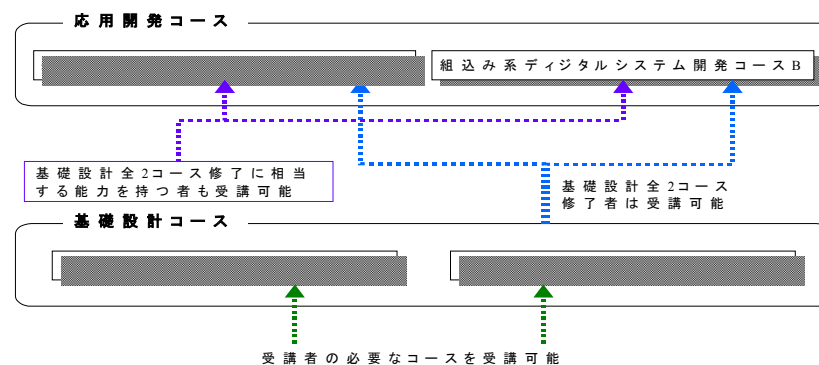 応用開発コース
組込み系ディジタルシステム開発コースB
基礎設計全2コース修了に相当
する能力を持つ者も受講可能
基礎設計全2コース
修了者は受講可能
基礎設計コース
受講者の必要なコースを受講可能